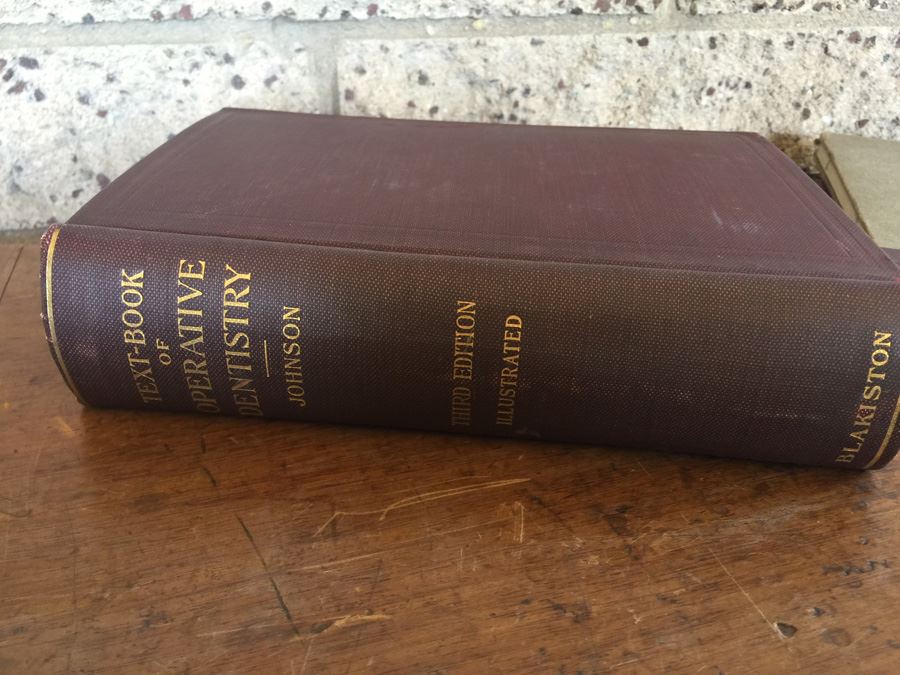 TEXT-BOOK
OF
OPERATIVE
DENTISTRY
JOHNSON
THIRD EDITION
ILLUSTRATED
BLAKISTON